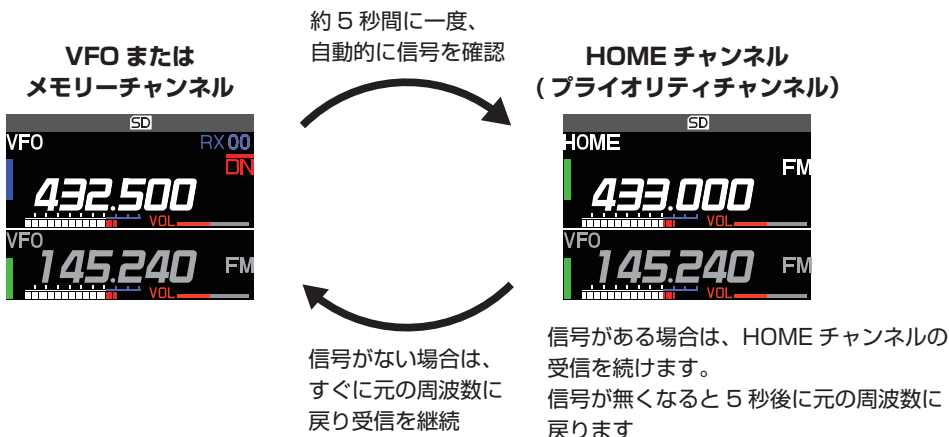 約 5 秒間に一度、
自動的に信号を確認
VFO または
メモリーチャンネル
HOME チャンネル
( プライオリティチャンネル）
SD
VFO
RX 00
DN
432.500
VOL
VFO
145.240
FM
VOL
SD
HOME
FM
433.000
VOL
VFO
145.240
FM
VOL
信号がない場合は、
すぐに元の周波数に
戻り受信を継続
信号がある場合は、HOME チャンネルの
受信を続けます。
信号が無くなると 5 秒後に元の周波数に
戻ります